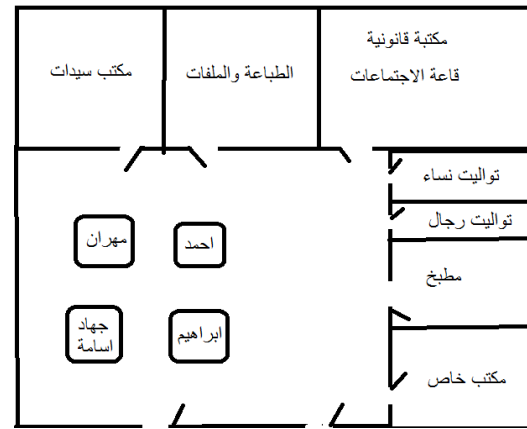 مكتبة قانونية
قاعة الاجتماعات
الطباعة والملفات
مكتب سيدات
تواليت نساء
تواليت رجال
مطبخ
مكتب خاص
احمد
مهران
ابراهيم
جهاد
اسامة